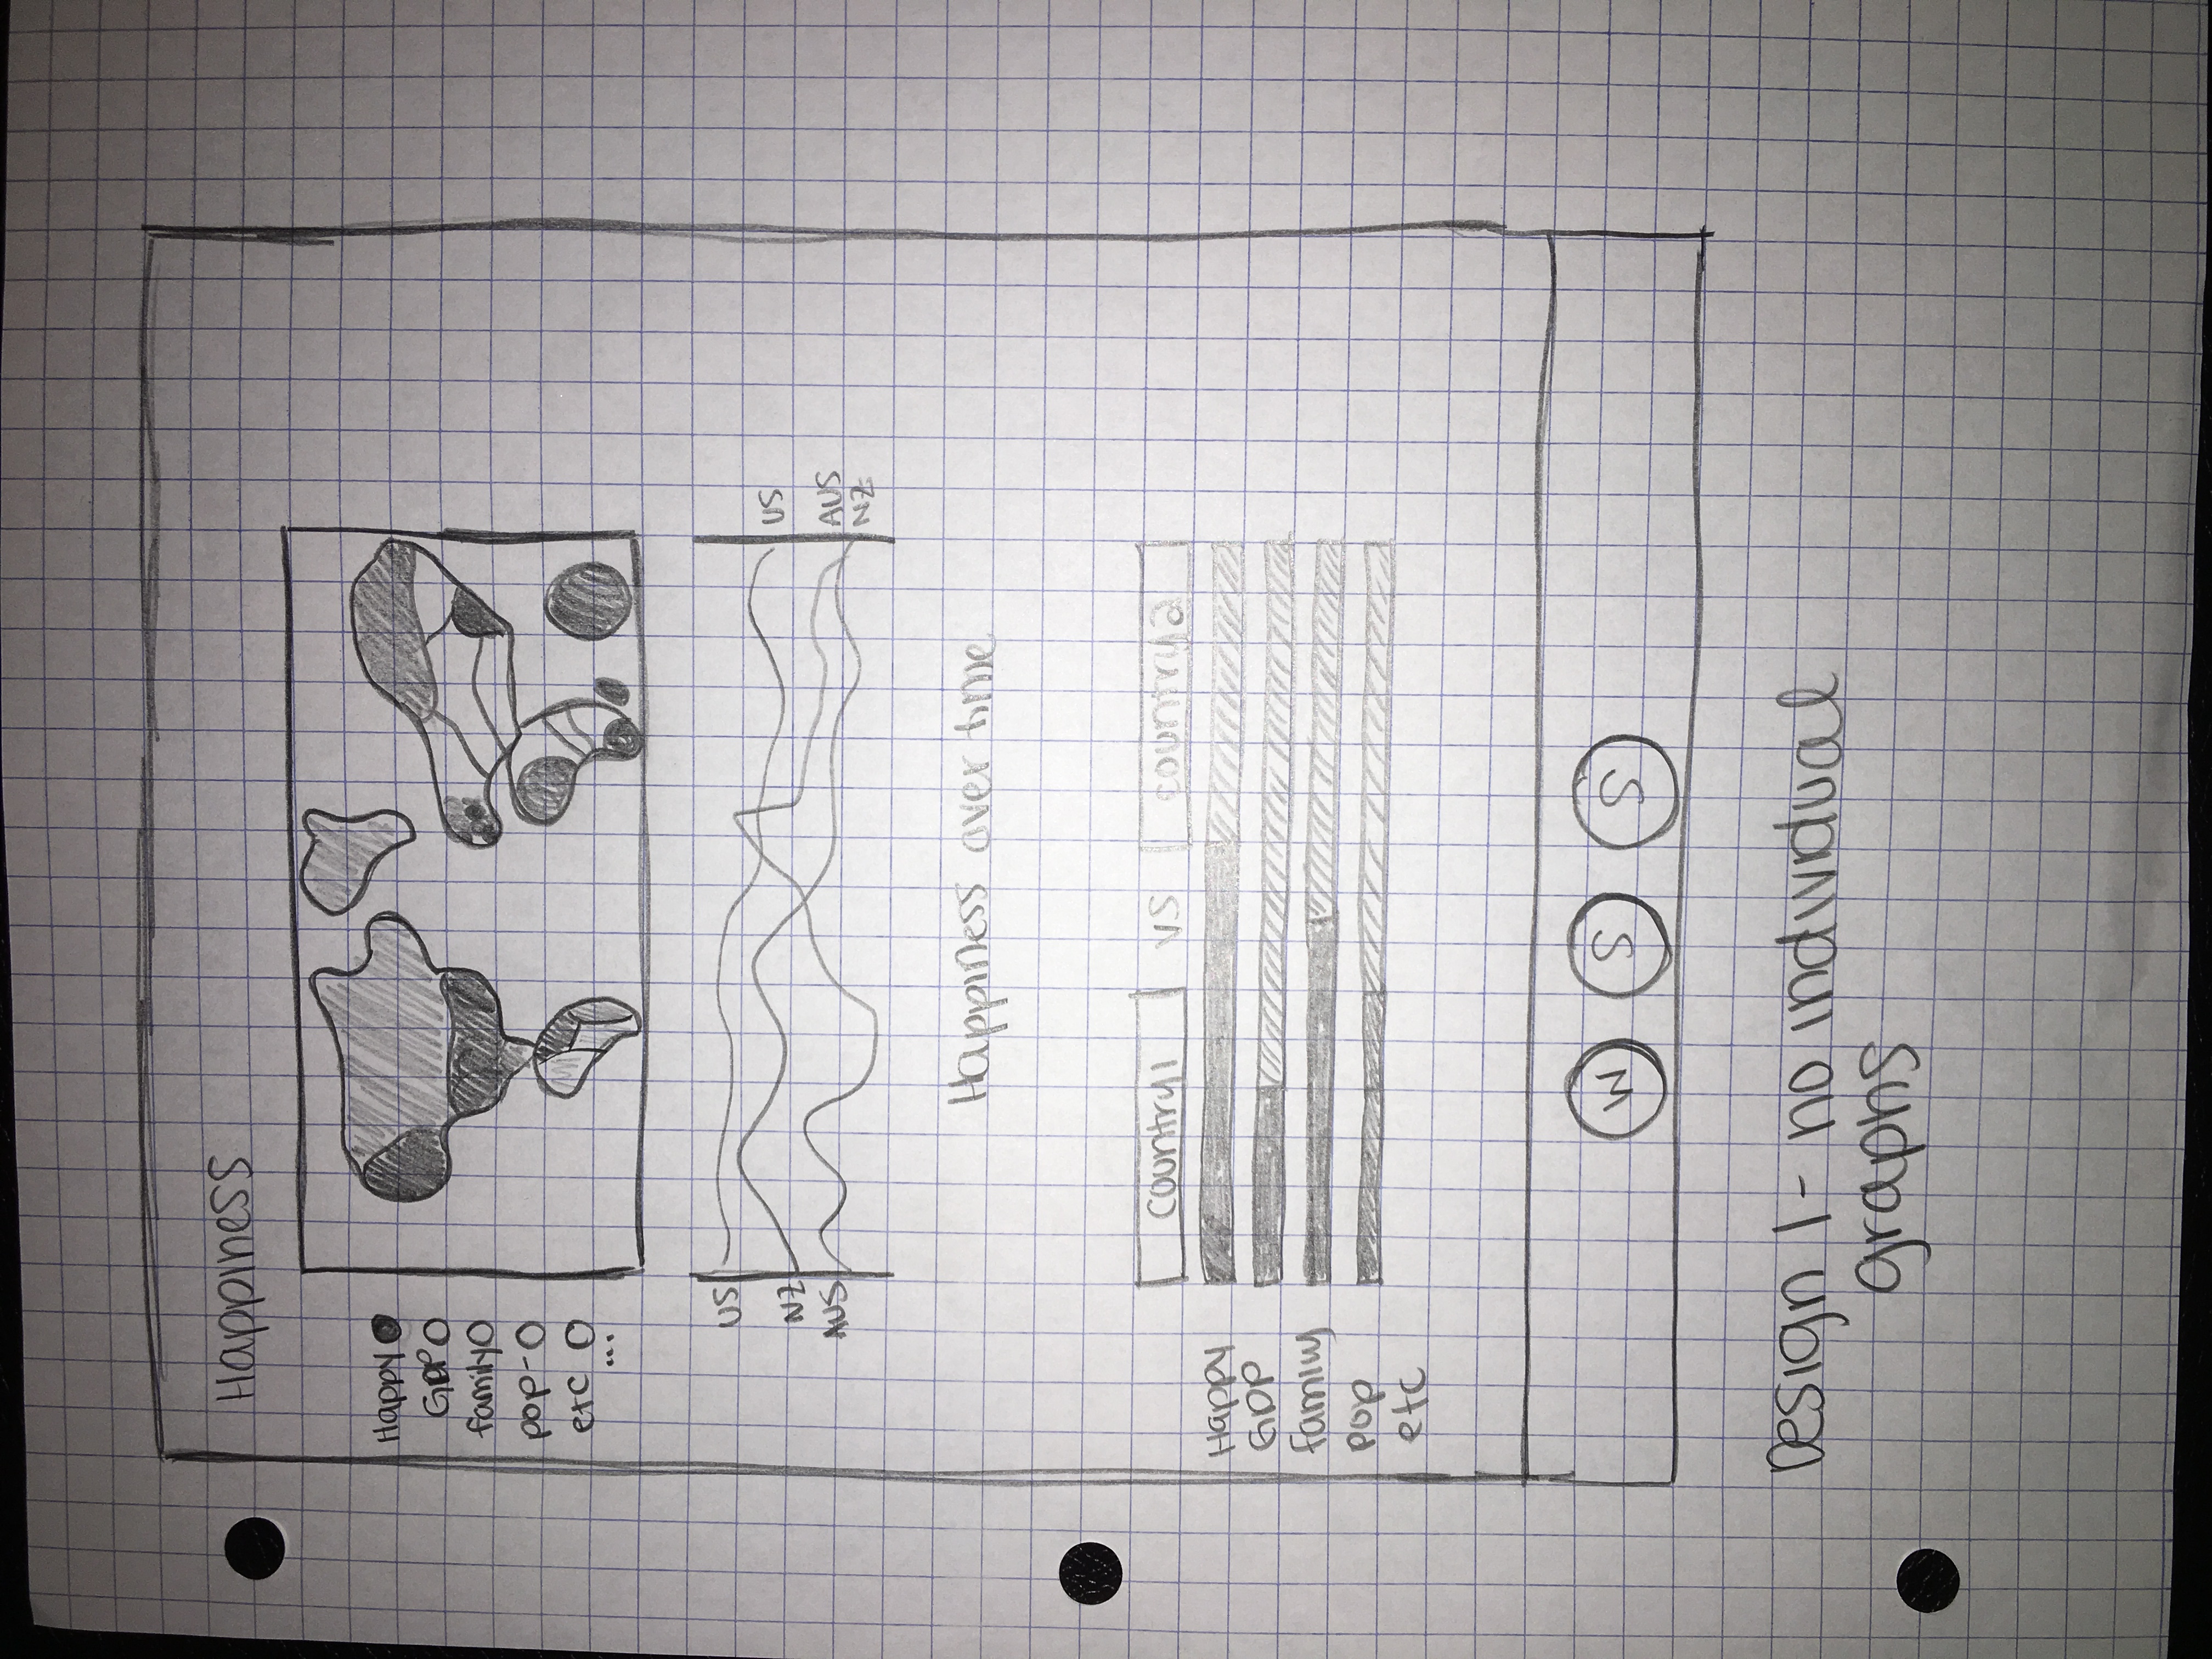 Happiness
Happy
GDP
family
pop-
etc
...
US
NZ
AUS
US
AUS
NZ
Happiness over time
country1 vs country2
Happy
GDP
family
pop
etc
W S S
Design 1- no individual
graphs